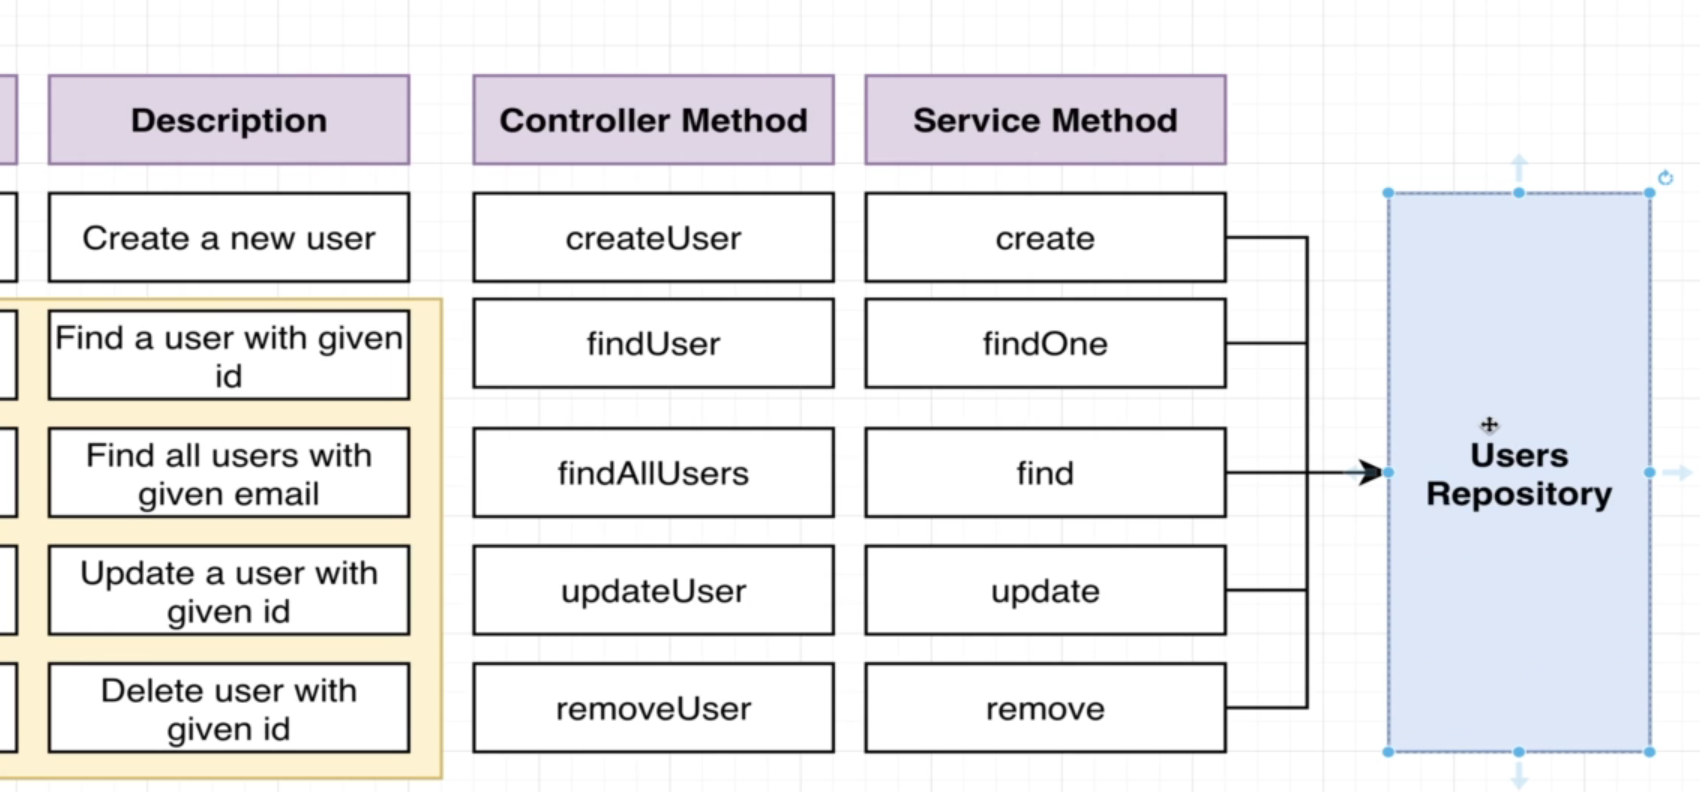 Description
Controller Method
Service Method
Create a new user
createUser
create
Find a user with given
id
findUser
findOne
Find all users with
given email
findAllUsers
find
Users
Repository
Update a user with
given id
updateUser
update
Delete user with
given id
removeUser
remove